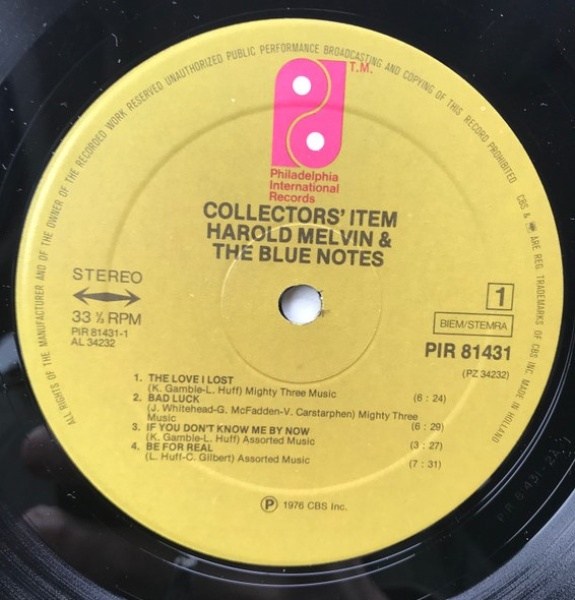 ALL RIGHTS OF THE MANUFACTURER AND OF THE OWNER OF THE RECORDED WORK RESERVED UNAUTHORIZED PUBLIC PERFORMANCE BROADCASTING AND COPYING OF THIS RECORD PROHIBITED CBS & ARE REG. TRADEMARKS OF CBS INC MADE IN HOLLAND
T.M.
Philadelphia
International
Records
COLLECTORS' ITEM
HAROLD MELVIN &
THE BLUE NOTES
STEREO
33 ⅓ RPM
PIR 81431-1
AL 34232
1
BIEM/STEMRA
PIR 81431
(PZ 34232)
1. THE LOVE I LOST
(K. Gamble-L. Huff) Mighty Three Music (6 : 24)
2. BAD LUCK
(J. Whitehead-G. McFadden-V. Carstarphen) Mighty Three
Music (6 : 29)
3. IF YOU DON'T KNOW ME BY NOW
(K. Gamble-L. Huff) Assorted Music (3 : 27)
4. BE FOR REAL
(L. Huff-C. Gilbert) Assorted Music (7 : 31)
Ⓟ 1976 CBS Inc.